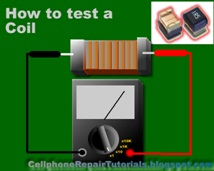 How to test a
Coil
CellphoneRepairTutorials.blogspot.com